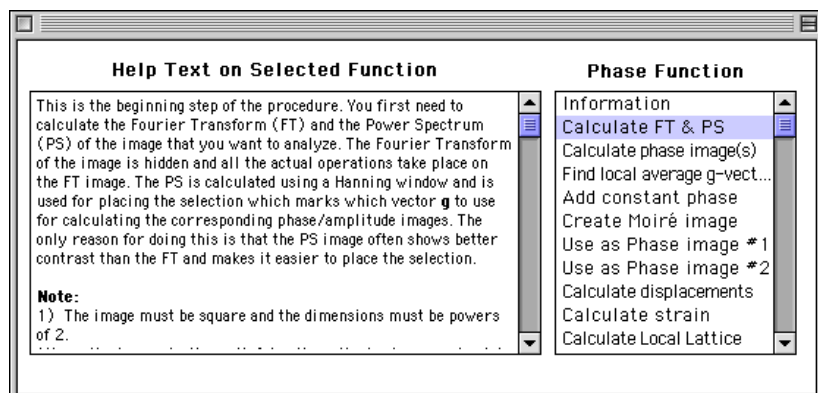 Help Text on Selected Function
This is the beginning step of the procedure. You first need to
calculate the Fourier Transform (FT) and the Power Spectrum
(PS) of the image that you want to analyze. The Fourier Transform
of the image is hidden and all the actual operations take place on
the FT image. The PS is calculated using a Hanning window and is
used for placing the selection which marks which vector g to use
for calculating the corresponding phase/amplitude images. The
only reason for doing this is that the PS image often shows better
contrast than the FT and makes it easier to place the selection.
Note:
1) The image must be square and the dimensions must be powers
of 2.
Phase Function
Information
Calculate FT & PS
Calculate phase image(s)
Find local average g-vect...
Add constant phase
Create Moiré image
Use as Phase image #1
Use as Phase image #2
Calculate displacements
Calculate strain
Calculate Local Lattice